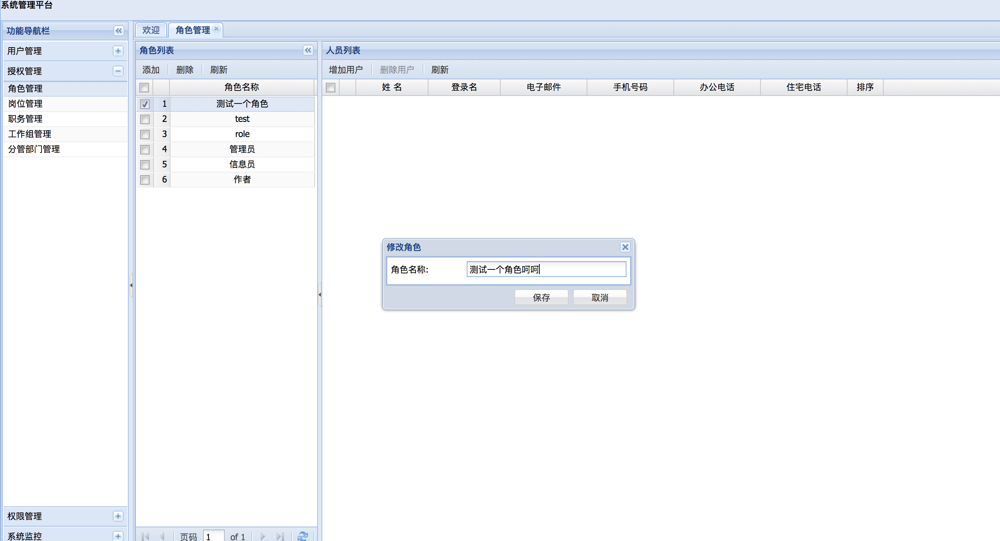 系统管理平台
功能导航栏
用户管理
授权管理
角色管理
岗位管理
职务管理
工作组管理
分管部门管理
权限管理
系统监控
欢迎 角色管理
角色列表
添加 删除 刷新
角色名称
1 测试一个角色
2 test
3 role
4 管理员
5 信息员
6 作者
页码 1 of 1
人员列表
增加用户 删除用户 刷新
姓 名 登录名 电子邮件 手机号码 办公电话 住宅电话 排序
修改角色
角色名称: 测试一个角色呵呵
保存 取消